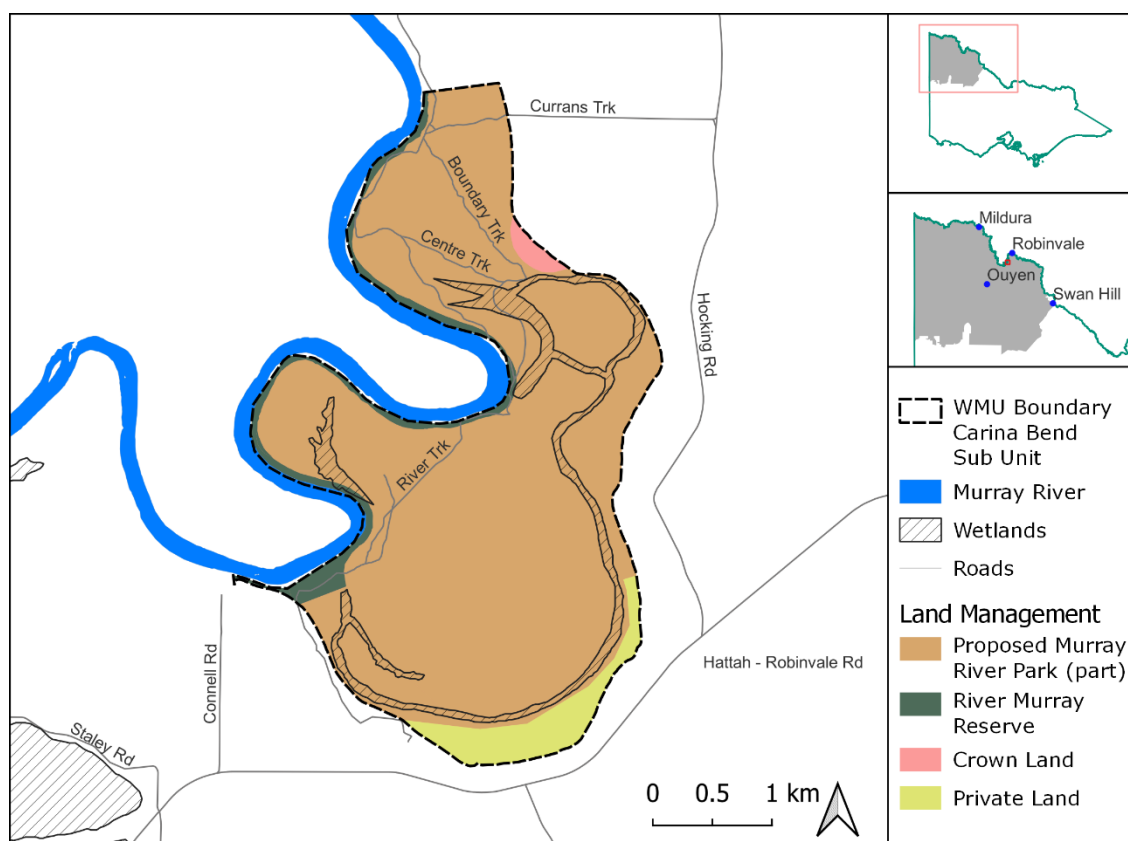 Currans Trk
Boundary Trk
Centre Trk
Hocking Rd
River Trk
Connell Rd
Hattah - Robinvale Rd
Staley Rd
0 0.5 1 km
Mildura
Robinvale
Ouyen
Swan Hill
WMU Boundary
Carina Bend
Sub Unit
Murray River
Wetlands
Roads
Land Management
Proposed Murray
River Park (part)
River Murray
Reserve
Crown Land
Private Land